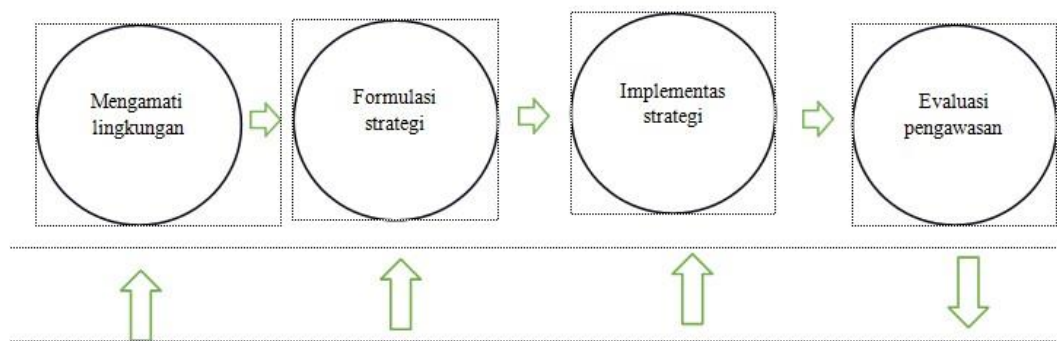 Mengamati
lingkungan
Formulasi
strategi
Implementas
strategi
Evaluasi
pengawasan